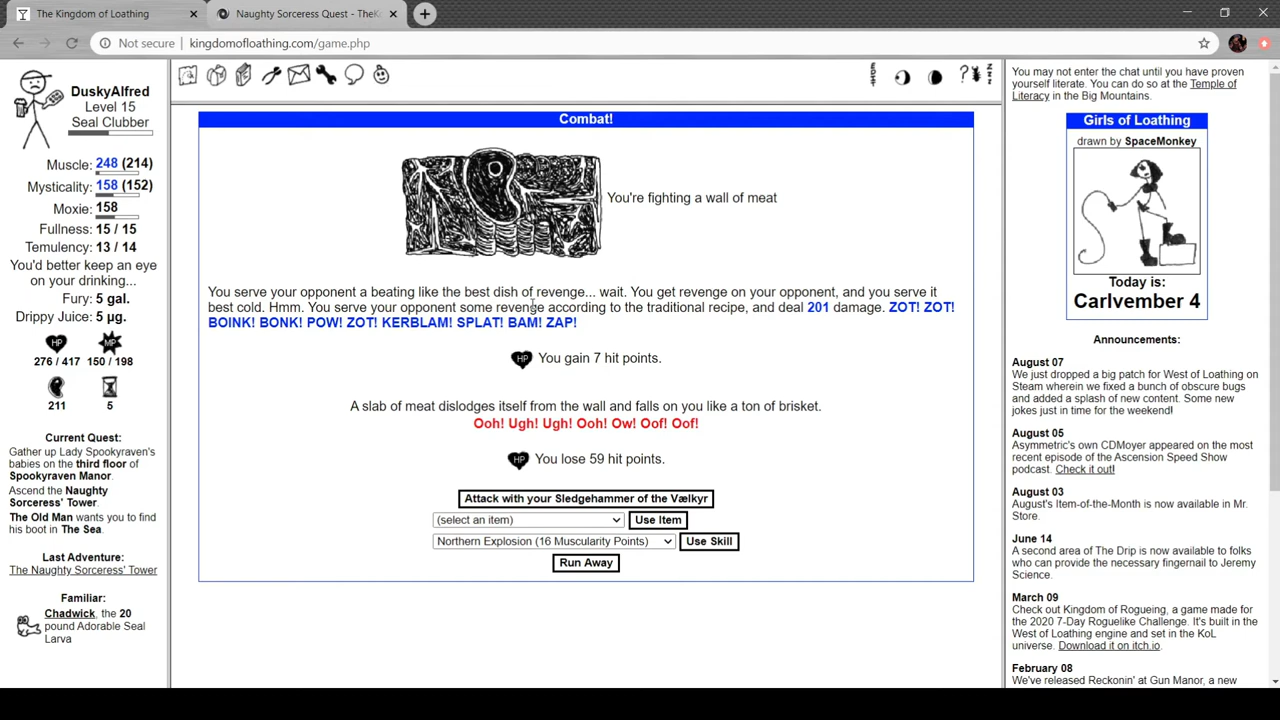 The Kingdom of Loathing
Naughty Sorceress Quest - TheK
Not secure | kingdomofloathing.com/game.php
DuskyAlfred
Level 15
Seal Clubber
Muscle: 248 (214)
Mysticality: 158 (152)
Moxie: 158
Fullness: 15 / 15
Temulency: 13 / 14
You'd better keep an eye
on your drinking...
Fury: 5 gal.
Drippy Juice: 5 µg.
HP MP
276 / 417 150 / 198
211 5
Current Quest:
Gather up Lady Spookyraven's
babies on the third floor of
Spookyraven Manor.
Ascend the Naughty
Sorceress' Tower.
The Old Man wants you to find
his boot in The Sea.
Last Adventure:
The Naughty Sorceress' Tower
Familiar:
Chadwick, the 20
pound Adorable Seal
Larva
Combat!
You're fighting a wall of meat
You serve your opponent a beating like the best dish of revenge... wait. You get revenge on your opponent, and you serve it
best cold. Hmm. You serve your opponent some revenge according to the traditional recipe, and deal 201 damage. ZOT! ZOT!
BOINK! BONK! POW! ZOT! KERBLAM! SPLAT! BAM! ZAP!
HP You gain 7 hit points.
A slab of meat dislodges itself from the wall and falls on you like a ton of brisket.
Ooh! Ugh! Ugh! Ooh! Ow! Oof! Oof!
HP You lose 59 hit points.
Attack with your Sledgehammer of the Vælkyr
(select an item) Use Item
Northern Explosion (16 Muscularity Points) Use Skill
Run Away
You may not enter the chat until you have proven
yourself literate. You can do so at the Temple of
Literacy in the Big Mountains.
Girls of Loathing
drawn by SpaceMonkey
Today is:
Carlvember 4
Announcements:
August 07
We just dropped a big patch for West of Loathing on
Steam wherein we fixed a bunch of obscure bugs
and added a splash of new content. Some new
jokes just in time for the weekend!
August 05
Asymmetric's own CDMoyer appeared on the most
recent episode of the Ascension Speed Show
podcast. Check it out!
August 03
August's Item-of-the-Month is now available in Mr.
Store.
June 14
A second area of The Drip is now available to folks
who can provide the necessary fingernail to Jeremy
Science.
March 09
Check out Kingdom of Rogueing, a game made for
the 2020 7-Day Roguelike Challenge. It's built in the
West of Loathing engine and set in the KoL
universe. Download it on itch.io.
February 08
We've released Reckonin' at Gun Manor, a new